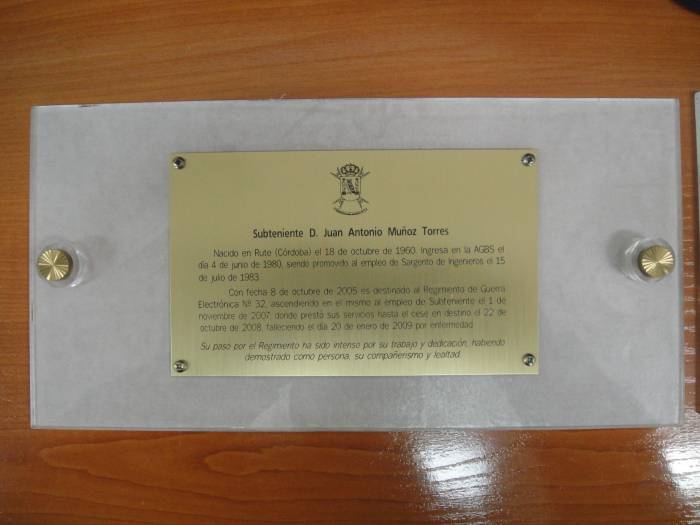 Subteniente D. Juan Antonio Muñoz Torres
Nacido en Rute (Córdoba) el 18 de octubre de 1960. Ingresa en la AGBS el
día 4 de junio de 1980, siendo promovido al empleo de Sargento de Ingenieros el 15
de julio de 1983.
Con fecha 8 de octubre de 2005 es destinado al Regimiento de Guerra
Electrónica Nº 32, ascendiendo en el mismo al empleo de Subteniente el 1 de
noviembre de 2007, donde prestó sus servicios hasta el cese en destino el 22 de
octubre de 2008, falleciendo el día 20 de enero de 2009 por enfermedad.
Su paso por el Regimiento ha sido intenso por su trabajo y dedicación, habiendo
demostrado como persona, su compañerismo y lealtad.